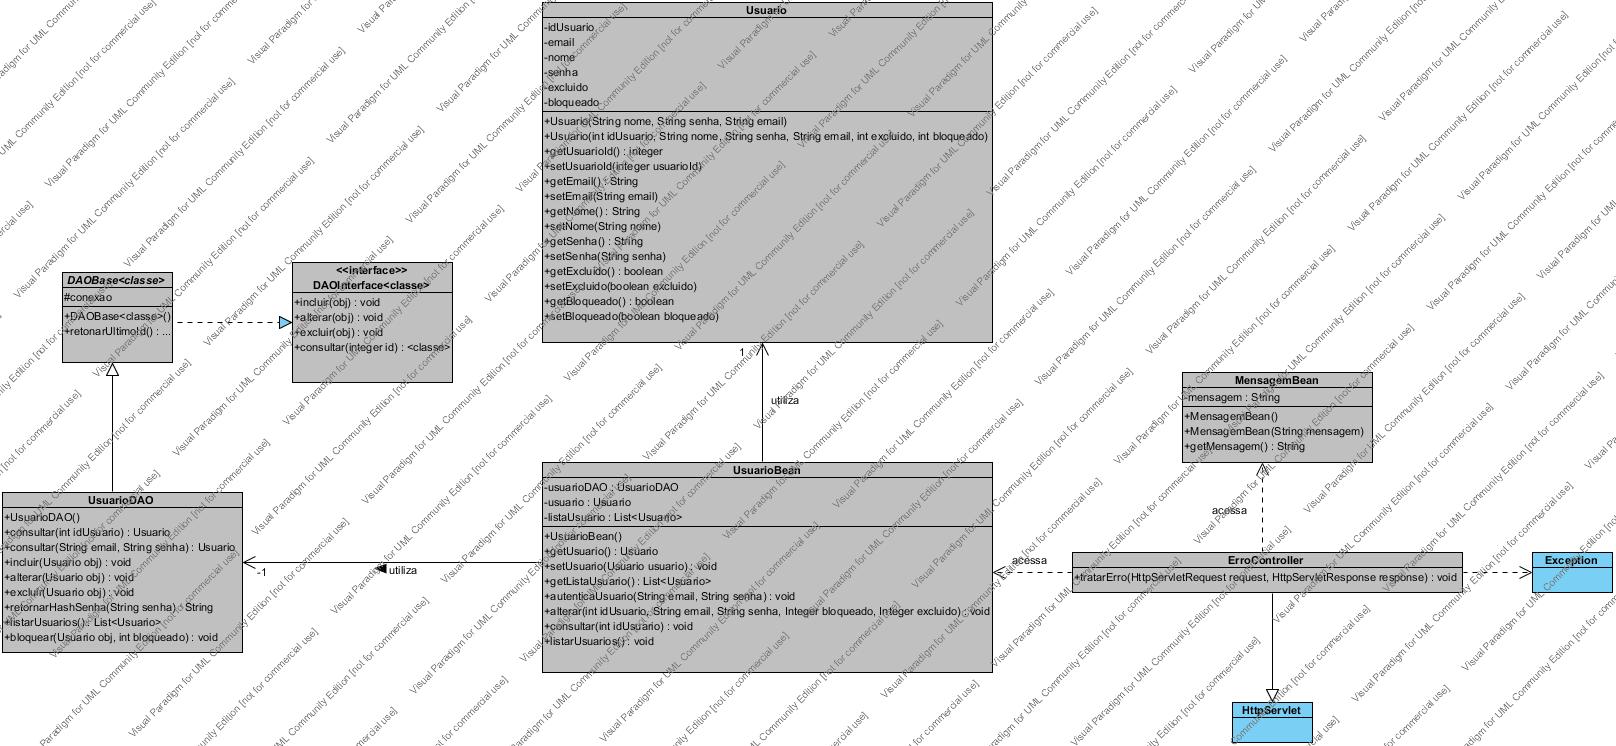 Usuario
-idUsuario
-email
-nome
-senha
-excluido
-bloqueado
+Usuario(String nome, String senha, String email)
+Usuario(int idUsuario, String nome, String senha, String email, int excluido, int bloqueado)
+getUsuarioId() : integer
+setUsuarioId(integer usuarioId)
+getEmail() : String
+setEmail(String email)
+getNome() : String
+setNome(String nome)
+getSenha() : String
+setSenha(String senha)
+getExcluido() : boolean
+setExcluido(boolean excluido)
+getBloqueado() : boolean
+setBloqueado(boolean bloqueado)
DAOBase<classe>
#conexao
+DAOBase<classe>()
+retonarUltimoId() : ...
<<interface>>
DAOInterface<classe>
+incluir(obj) : void
+alterar(obj) : void
+excluir(obj) : void
+consultar(integer id) : <classe>
1
utiliza
MensagemBean
-mensagem : String
+MensagemBean()
+MensagemBean(String mensagem)
+getMensagem() : String
acessa
UsuarioDAO
+UsuarioDAO()
+consultar(int idUsuario) : Usuario
+consultar(String email, String senha) : Usuario
+incluir(Usuario obj) : void
+alterar(Usuario obj) : void
+excluir(Usuario obj) : void
+retornarHashSenha(String senha) : String
+listarUsuarios() : List<Usuario>
+bloquear(Usuario obj, int bloqueado) : void
-1
utiliza
UsuarioBean
-usuarioDAO : UsuarioDAO
-usuario : Usuario
-listaUsuario : List<Usuario>
+UsuarioBean()
+getUsuario() : Usuario
+setUsuario(Usuario usuario) : void
+getListaUsuario() : List<Usuario>
+autenticaUsuario(String email, String senha) : void
+alterar(int idUsuario, String email, String senha, Integer bloqueado, Integer excluido) : void
+consultar(int idUsuario) : void
+listarUsuarios() : void
acessa
ErroController
+tratarErro(HttpServletRequest request, HttpServletResponse response) : void
Exception
HttpServlet
Visual Paradigm for UML Community Edition [not for commercial use]